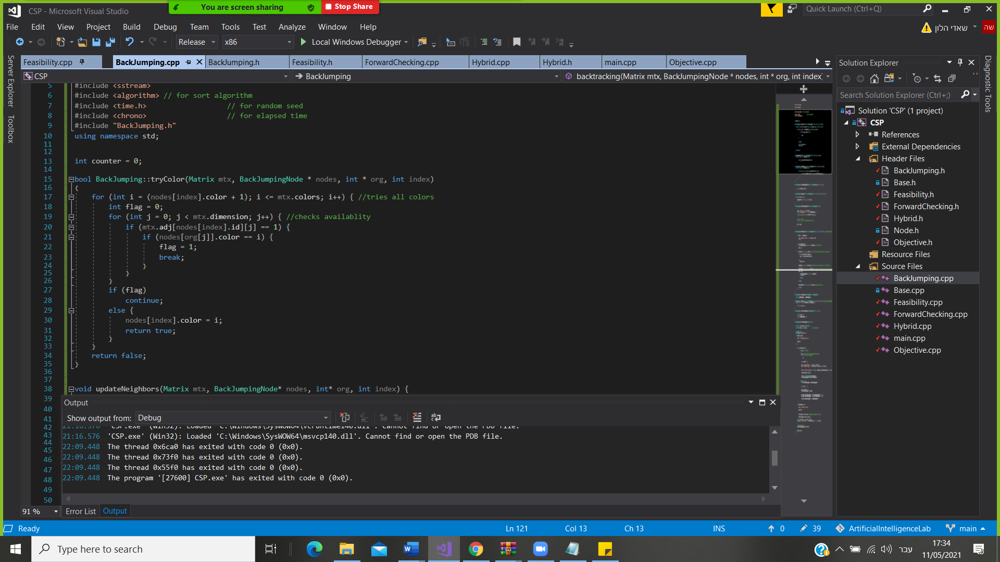 You are screen sharing
Stop Share
CSP - Microsoft Visual Studio
Quick Launch (Ctrl+Q)
File Edit View Project Build Debug Team Tools Test Analyze Window Help
שאדי הלון
שה
Release x86 Local Windows Debugger
Server Explorer
Toolbox
Feasibility.cpp BackJumping.cpp BackJumping.h Feasibility.h ForwardChecking.cpp Hybrid.cpp Hybrid.h main.cpp Objective.cpp
CSP BackJumping backtracking(Matrix mtx, BackJumpingNode * nodes, int * org, int index)
5 #include <sstream>
6 #include <algorithm> // for sort algorithm
7 #include <time.h> // for random seed
8 #include <chrono> // for elapsed time
9 #include "BackJumping.h"
10 using namespace std;
11
12
13 int counter = 0;
14
15 bool BackJumping::tryColor(Matrix mtx, BackJumpingNode * nodes, int * org, int index)
16 {
17 for (int i = (nodes[index].color + 1); i <= mtx.colors; i++) { //tries all colors
18 int flag = 0;
19 for (int j = 0; j < mtx.dimension; j++) { //checks availablity
20 if (mtx.adj[nodes[index].id][j] == 1) {
21 if (nodes[org[j]].color == i) {
22 flag = 1;
23 break;
24 }
25 }
26 }
27 if (flag)
28 continue;
29 else {
30 nodes[index].color = i;
31 return true;
32 }
33 }
34 return false;
35 }
36
37
38 void updateNeighbors(Matrix mtx, BackJumpingNode* nodes, int* org, int index) {
39
40
41
42
43
44
45
46
47
48
49
50
Output
Show output from: Debug
21:16.576 'CSP.exe' (Win32): Loaded 'C:\Windows\SysWOW64\vcruntime140.dll'. Cannot find or open the PDB file.
21:16.576 'CSP.exe' (Win32): Loaded 'C:\Windows\SysWOW64\msvcp140.dll'. Cannot find or open the PDB file.
22:09.448 The thread 0x6ca0 has exited with code 0 (0x0).
22:09.448 The thread 0x73f0 has exited with code 0 (0x0).
22:09.448 The thread 0x55f0 has exited with code 0 (0x0).
22:09.448 The program '[27600] CSP.exe' has exited with code 0 (0x0).
91 %
Error List Output
Solution Explorer
Search Solution Explorer (Ctrl+;)
Solution 'CSP' (1 project)
CSP
References
External Dependencies
Header Files
BackJumping.h
Base.h
Feasibility.h
ForwardChecking.h
Hybrid.h
Node.h
Objective.h
Resource Files
Source Files
BackJumping.cpp
Base.cpp
Feasibility.cpp
ForwardChecking.cpp
Hybrid.cpp
main.cpp
Objective.cpp
Diagnostic Tools
Ready Ln 121 Col 13 Ch 13 INS 0 39 ArtificialIntelligenceLab main
Type here to search
עבר
17:34
11/05/2021